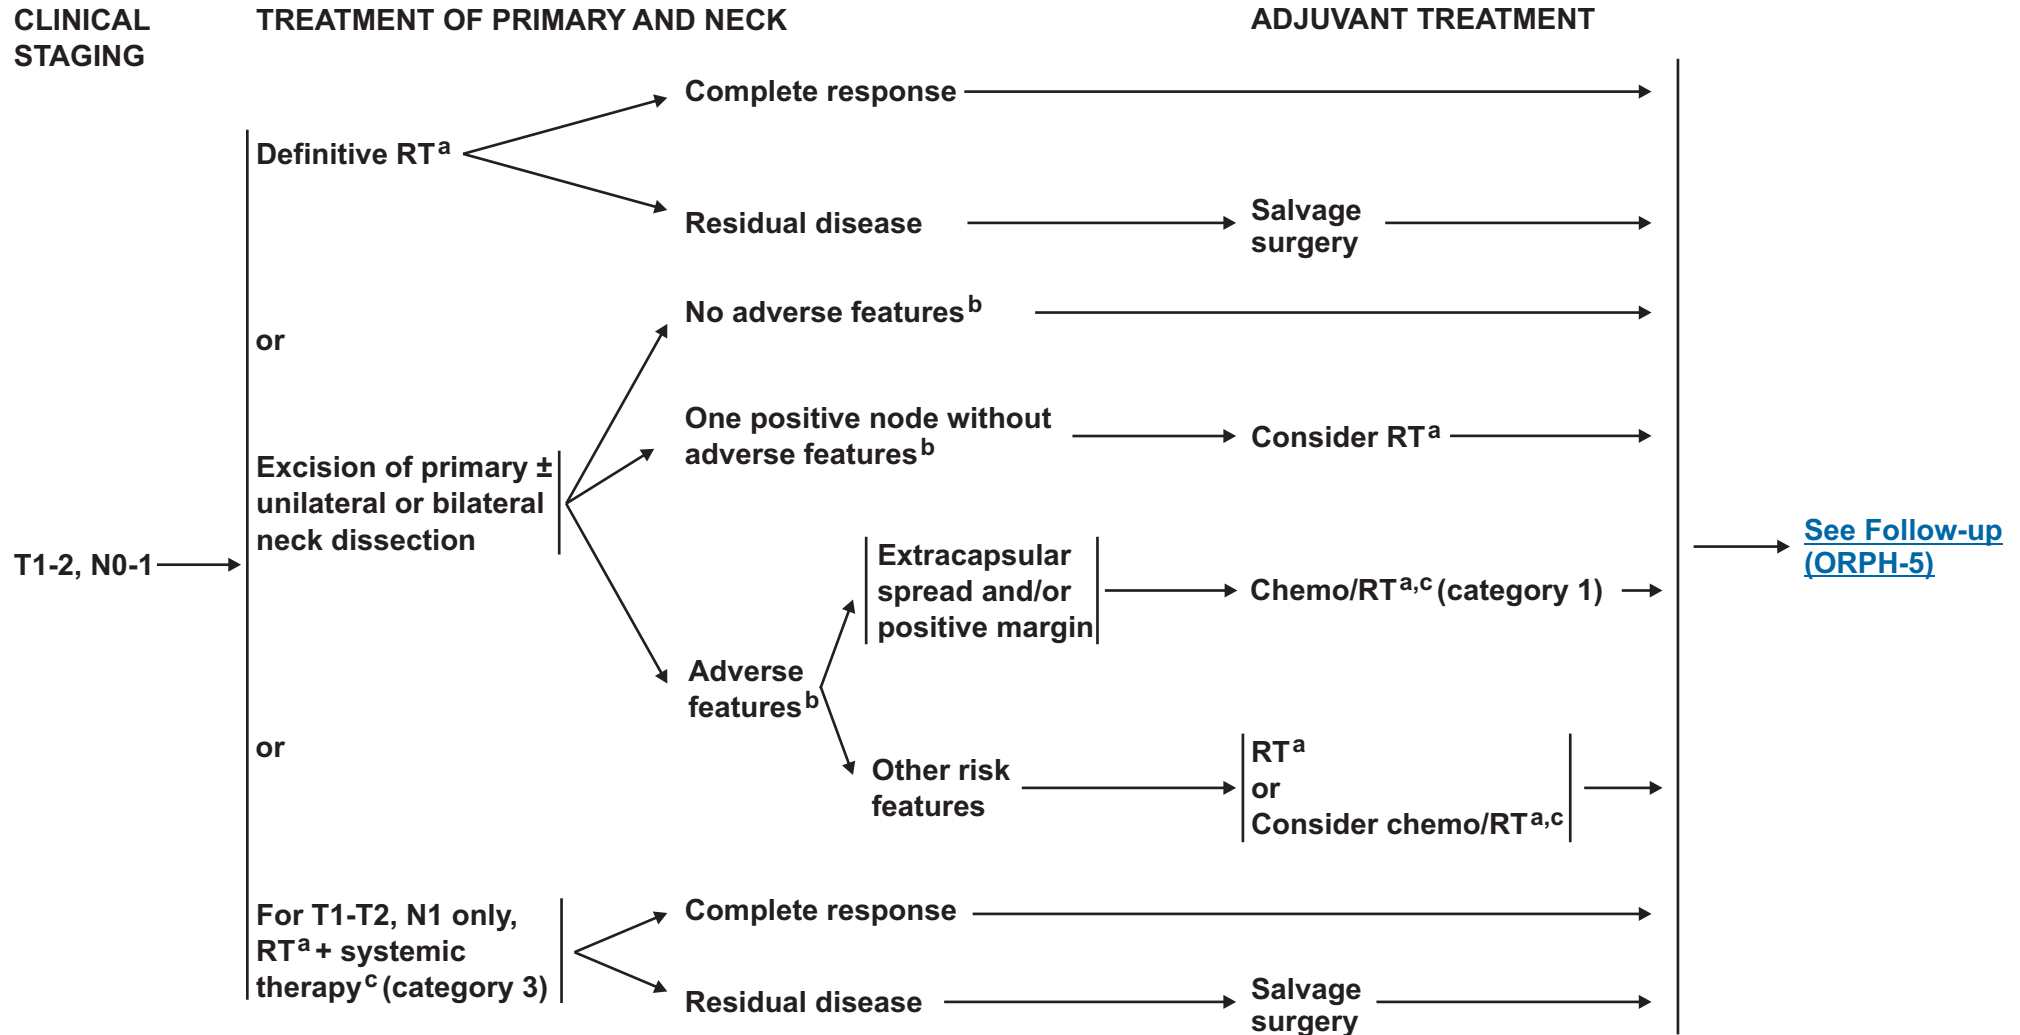 CLINICAL
STAGING
TREATMENT OF PRIMARY AND NECK
ADJUVANT TREATMENT
T1-2, N0-1
Definitive RTa
Complete response
Residual disease
Salvage
surgery
or
Excision of primary ±
unilateral or bilateral
neck dissection
No adverse featuresb
One positive node without
adverse featuresb
Consider RTa
Adverse
featuresb
Extracapsular
spread and/or
positive margin
Chemo/RTa,c (category 1)
Other risk
features
RTa
or
Consider chemo/RTa,c
or
For T1-T2, N1 only,
RTa + systemic
therapyc (category 3)
Complete response
Residual disease
Salvage
surgery
See Follow-up
(ORPH-5)